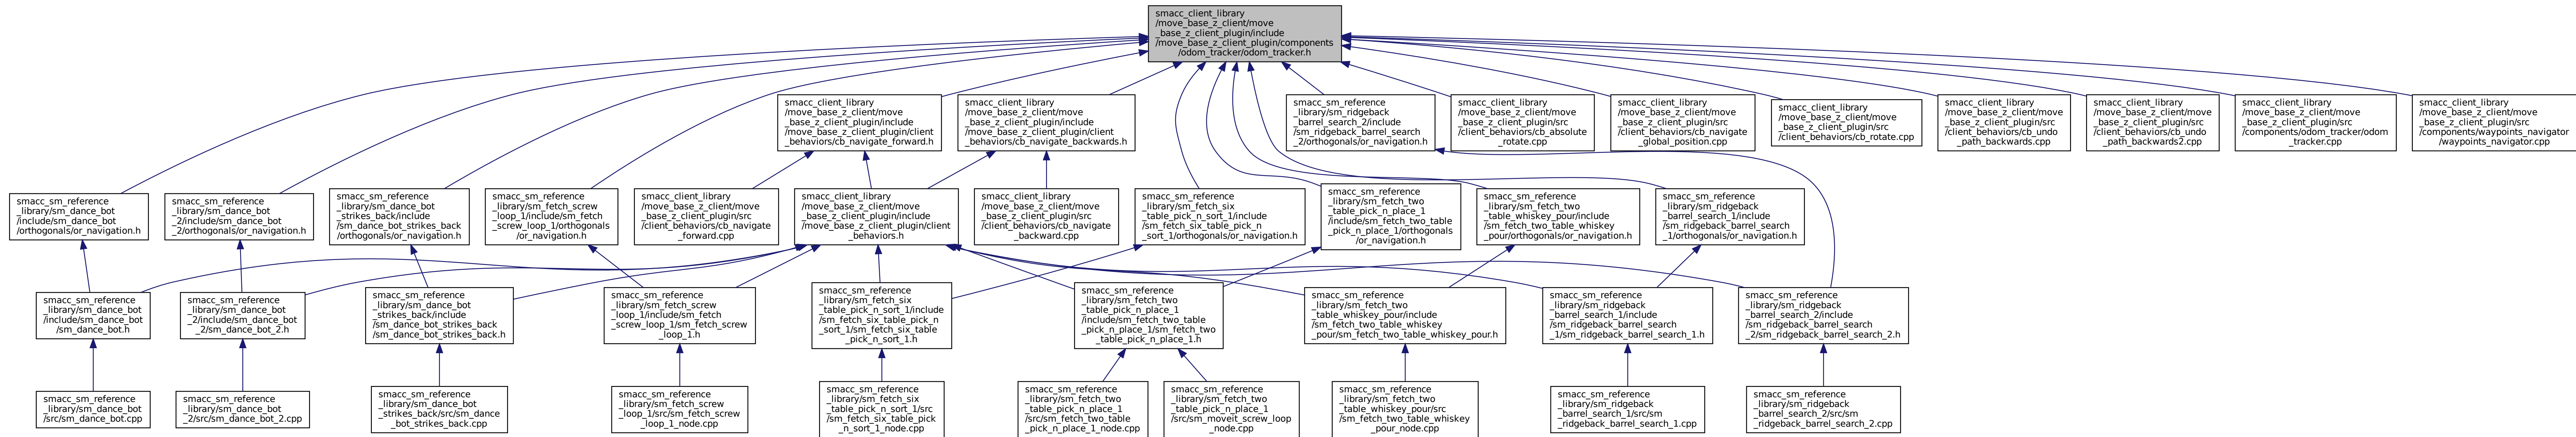 smacc_client_library
/move_base_z_client/move
_base_z_client_plugin/include
/move_base_z_client_plugin/components
/odom_tracker/odom_tracker.h
smacc_client_library
/move_base_z_client/move
_base_z_client_plugin/include
/move_base_z_client_plugin/client
_behaviors/cb_navigate_forward.h
smacc_client_library
/move_base_z_client/move
_base_z_client_plugin/include
/move_base_z_client_plugin/client
_behaviors/cb_navigate_backwards.h
smacc_sm_reference
_library/sm_ridgeback
_barrel_search_2/include
/sm_ridgeback_barrel_search
_2/orthogonals/or_navigation.h
smacc_client_library
/move_base_z_client/move
_base_z_client_plugin/src
/client_behaviors/cb_absolute
_rotate.cpp
smacc_client_library
/move_base_z_client/move
_base_z_client_plugin/src
/client_behaviors/cb_navigate
_global_position.cpp
smacc_client_library
/move_base_z_client/move
_base_z_client_plugin/src
/client_behaviors/cb_rotate.cpp
smacc_client_library
/move_base_z_client/move
_base_z_client_plugin/src
/client_behaviors/cb_undo
_path_backwards.cpp
smacc_client_library
/move_base_z_client/move
_base_z_client_plugin/src
/client_behaviors/cb_undo
_path_backwards2.cpp
smacc_client_library
/move_base_z_client/move
_base_z_client_plugin/src
/components/odom_tracker/odom
_tracker.cpp
smacc_client_library
/move_base_z_client/move
_base_z_client_plugin/src
/components/waypoints_navigator
/waypoints_navigator.cpp
smacc_sm_reference
_library/sm_dance_bot
/include/sm_dance_bot
/orthogonals/or_navigation.h
smacc_sm_reference
_library/sm_dance_bot
_2/include/sm_dance_bot
_2/orthogonals/or_navigation.h
smacc_sm_reference
_library/sm_dance_bot
_strikes_back/include
/sm_dance_bot_strikes_back
/orthogonals/or_navigation.h
smacc_sm_reference
_library/sm_fetch_screw
_loop_1/include/sm_fetch
_screw_loop_1/orthogonals
/or_navigation.h
smacc_client_library
/move_base_z_client/move
_base_z_client_plugin/src
/client_behaviors/cb_navigate
_forward.cpp
smacc_client_library
/move_base_z_client/move
_base_z_client_plugin/include
/move_base_z_client_plugin/client
_behaviors.h
smacc_client_library
/move_base_z_client/move
_base_z_client_plugin/src
/client_behaviors/cb_navigate
_backward.cpp
smacc_sm_reference
_library/sm_fetch_six
_table_pick_n_sort_1/include
/sm_fetch_six_table_pick_n
_sort_1/orthogonals/or_navigation.h
smacc_sm_reference
_library/sm_fetch_two
_table_pick_n_place_1
/include/sm_fetch_two_table
_pick_n_place_1/orthogonals
/or_navigation.h
smacc_sm_reference
_library/sm_fetch_two
_table_whiskey_pour/include
/sm_fetch_two_table_whiskey
_pour/orthogonals/or_navigation.h
smacc_sm_reference
_library/sm_ridgeback
_barrel_search_1/include
/sm_ridgeback_barrel_search
_1/orthogonals/or_navigation.h
smacc_sm_reference
_library/sm_dance_bot
/include/sm_dance_bot
/sm_dance_bot.h
smacc_sm_reference
_library/sm_dance_bot
_2/include/sm_dance_bot
_2/sm_dance_bot_2.h
smacc_sm_reference
_library/sm_dance_bot
_strikes_back/include
/sm_dance_bot_strikes_back
/sm_dance_bot_strikes_back.h
smacc_sm_reference
_library/sm_fetch_screw
_loop_1/include/sm_fetch
_screw_loop_1/sm_fetch_screw
_loop_1.h
smacc_sm_reference
_library/sm_fetch_six
_table_pick_n_sort_1/include
/sm_fetch_six_table_pick_n
_sort_1/sm_fetch_six_table
_pick_n_sort_1.h
smacc_sm_reference
_library/sm_fetch_two
_table_pick_n_place_1
/include/sm_fetch_two_table
_pick_n_place_1/sm_fetch_two
_table_pick_n_place_1.h
smacc_sm_reference
_library/sm_fetch_two
_table_whiskey_pour/include
/sm_fetch_two_table_whiskey
_pour/sm_fetch_two_table_whiskey_pour.h
smacc_sm_reference
_library/sm_ridgeback
_barrel_search_1/include
/sm_ridgeback_barrel_search
_1/sm_ridgeback_barrel_search_1.h
smacc_sm_reference
_library/sm_ridgeback
_barrel_search_2/include
/sm_ridgeback_barrel_search
_2/sm_ridgeback_barrel_search_2.h
smacc_sm_reference
_library/sm_dance_bot
/src/sm_dance_bot.cpp
smacc_sm_reference
_library/sm_dance_bot
_2/src/sm_dance_bot_2.cpp
smacc_sm_reference
_library/sm_dance_bot
_strikes_back/src/sm_dance
_bot_strikes_back.cpp
smacc_sm_reference
_library/sm_fetch_screw
_loop_1/src/sm_fetch_screw
_loop_1_node.cpp
smacc_sm_reference
_library/sm_fetch_six
_table_pick_n_sort_1/src
/sm_fetch_six_table_pick
_n_sort_1_node.cpp
smacc_sm_reference
_library/sm_fetch_two
_table_pick_n_place_1
/src/sm_fetch_two_table
_pick_n_place_1_node.cpp
smacc_sm_reference
_library/sm_fetch_two
_table_pick_n_place_1
/src/sm_moveit_screw_loop
_node.cpp
smacc_sm_reference
_library/sm_fetch_two
_table_whiskey_pour/src
/sm_fetch_two_table_whiskey
_pour_node.cpp
smacc_sm_reference
_library/sm_ridgeback
_barrel_search_1/src/sm
_ridgeback_barrel_search_1.cpp
smacc_sm_reference
_library/sm_ridgeback
_barrel_search_2/src/sm
_ridgeback_barrel_search_2.cpp